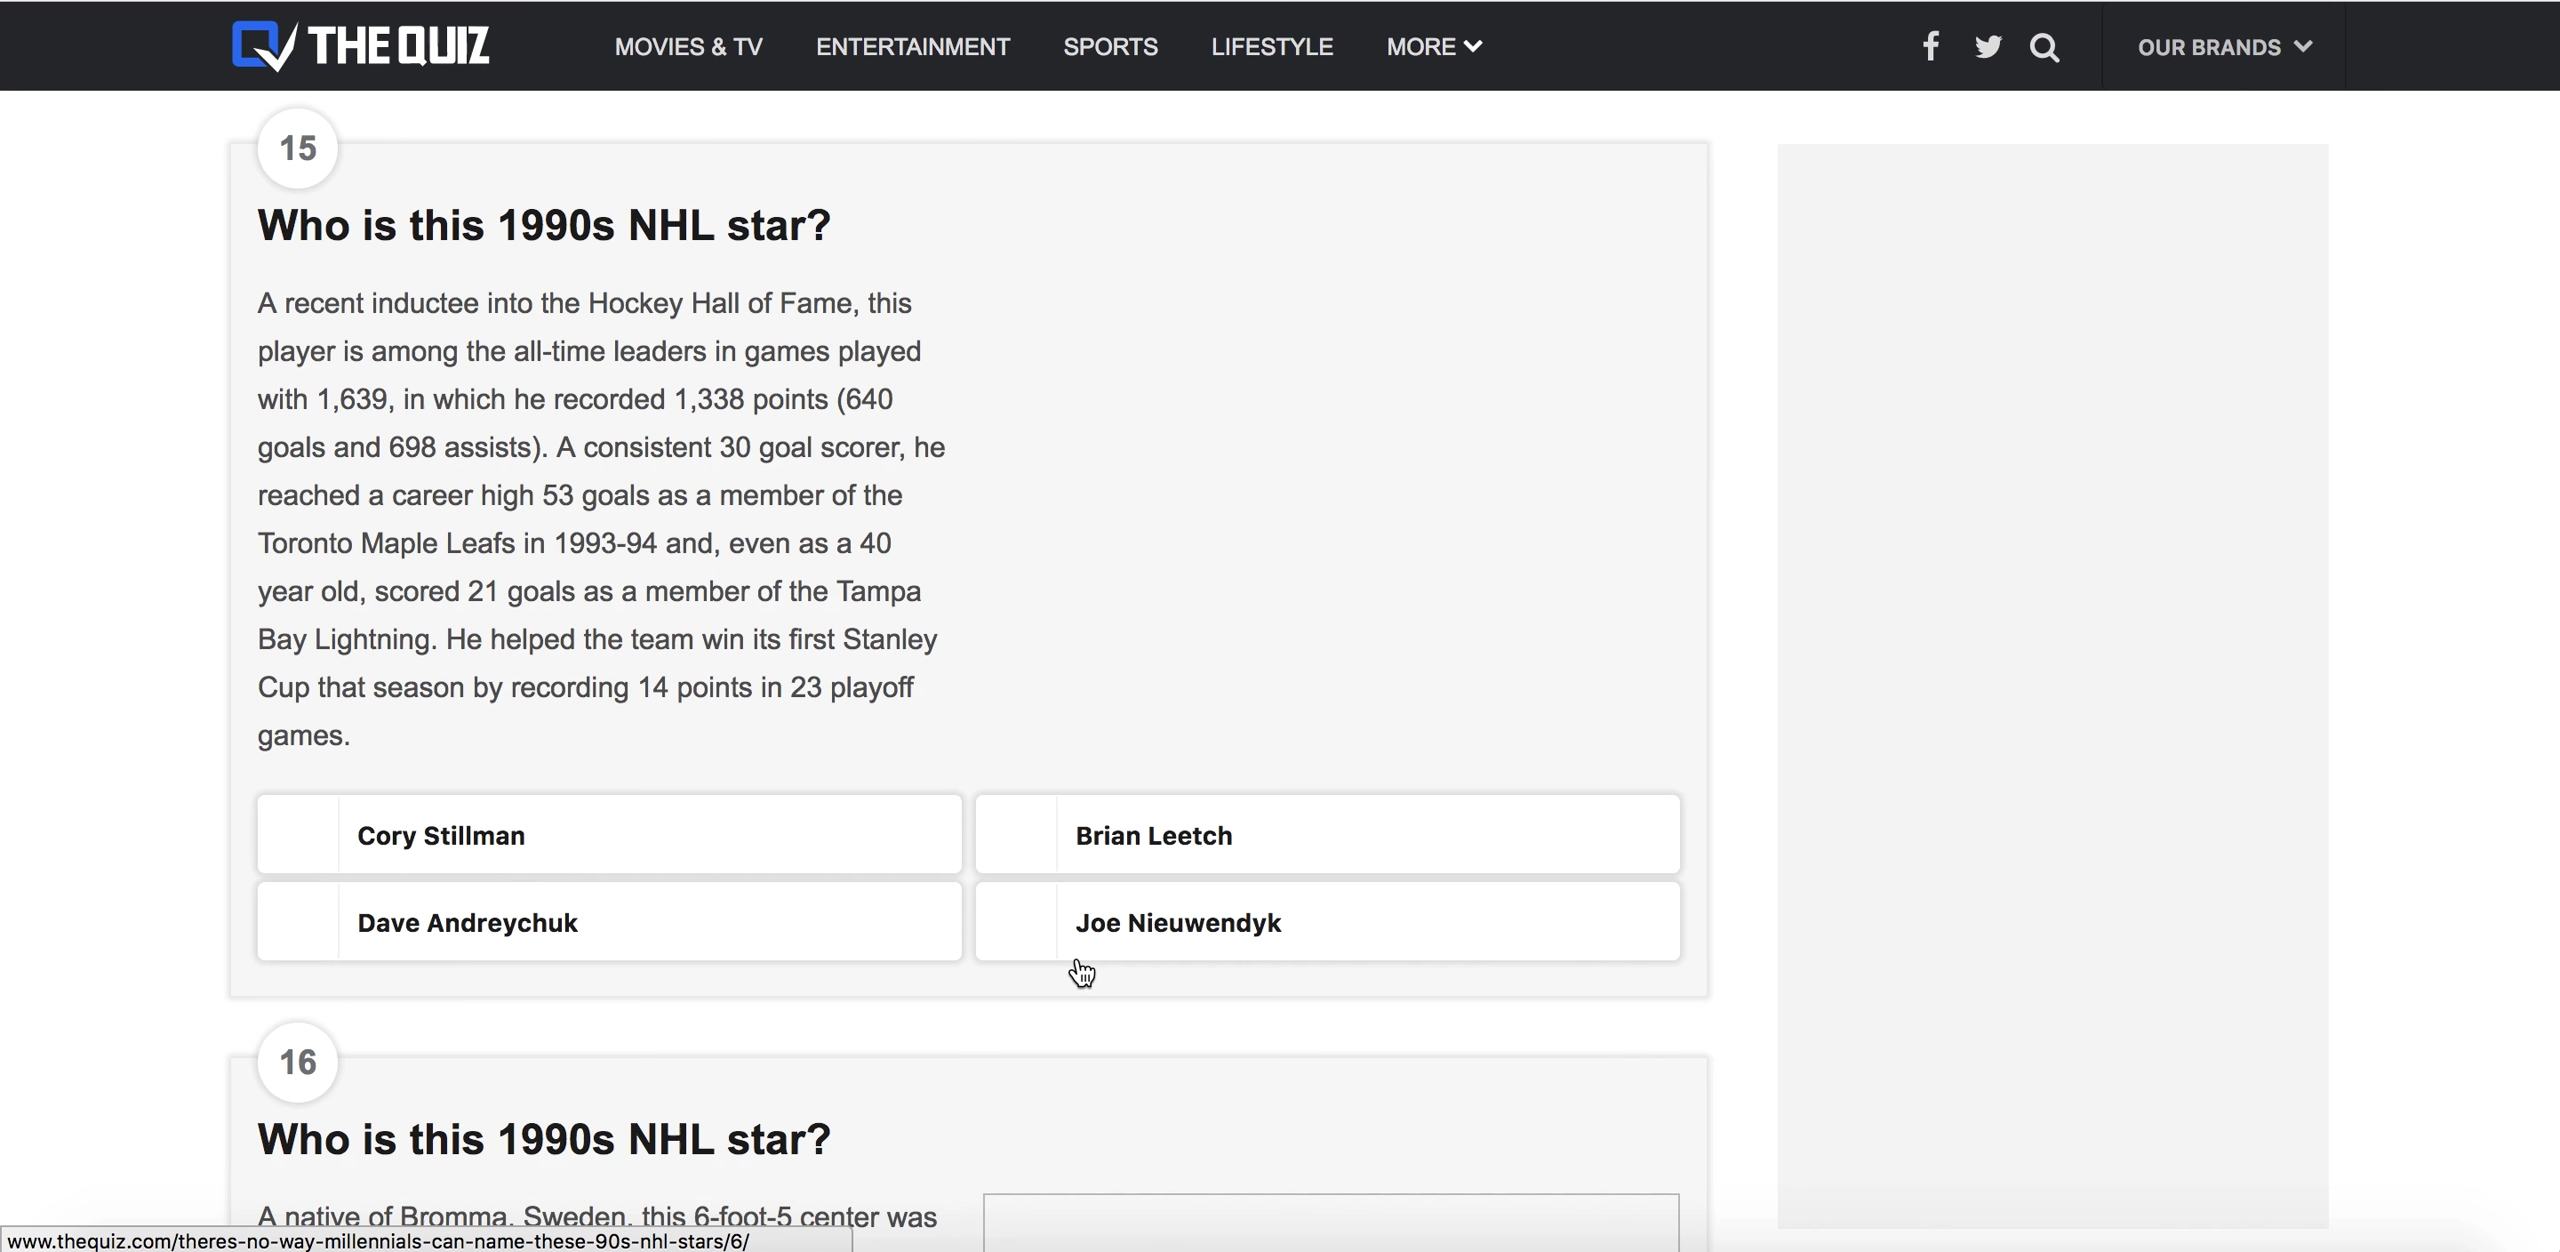 THE QUIZ MOVIES & TV ENTERTAINMENT SPORTS LIFESTYLE MORE OUR BRANDS
15
Who is this 1990s NHL star?
A recent inductee into the Hockey Hall of Fame, this
player is among the all-time leaders in games played
with 1,639, in which he recorded 1,338 points (640
goals and 698 assists). A consistent 30 goal scorer, he
reached a career high 53 goals as a member of the
Toronto Maple Leafs in 1993-94 and, even as a 40
year old, scored 21 goals as a member of the Tampa
Bay Lightning. He helped the team win its first Stanley
Cup that season by recording 14 points in 23 playoff
games.
Cory Stillman Brian Leetch
Dave Andreychuk Joe Nieuwendyk
16
Who is this 1990s NHL star?
A native of Bromma, Sweden, this 6-foot-5 center was
www.thequiz.com/theres-no-way-millennials-can-name-these-90s-nhl-stars/6/